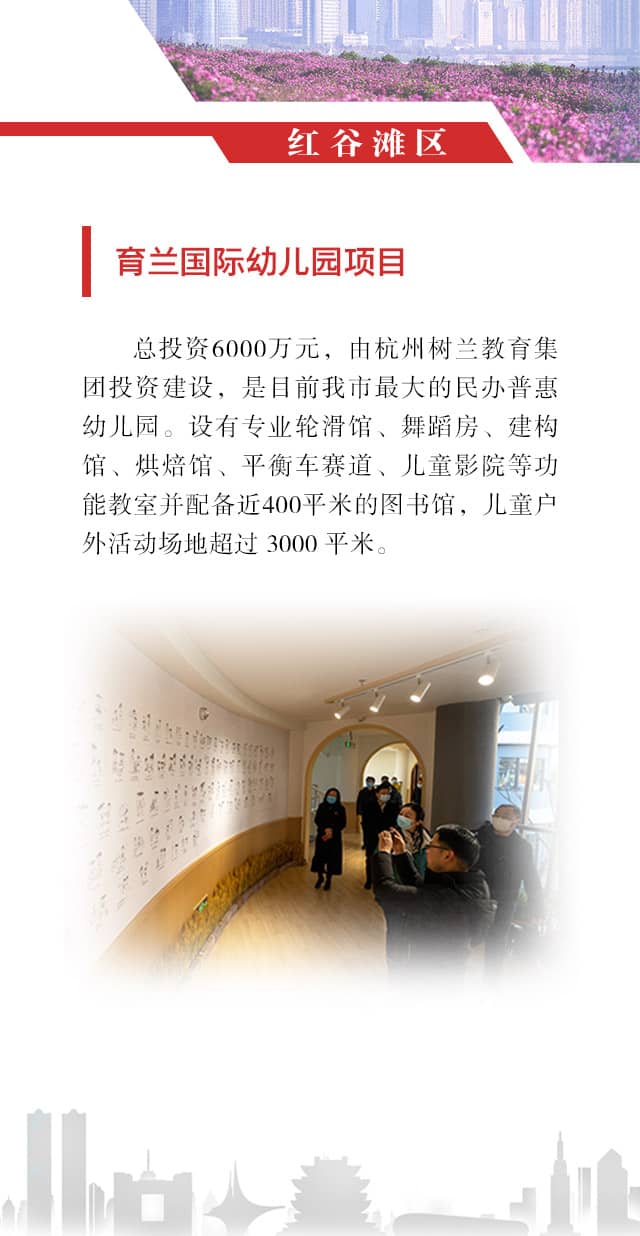 红谷滩区
育兰国际幼儿园项目
总投资6000万元，由杭州树兰教育集
团投资建设，是目前我市最大的民办普惠
幼儿园。设有专业轮滑馆、舞蹈房、建构
馆、烘焙馆、平衡车赛道、儿童影院等功
能教室并配备近400平米的图书馆，儿童户
外活动场地超过 3000 平米。